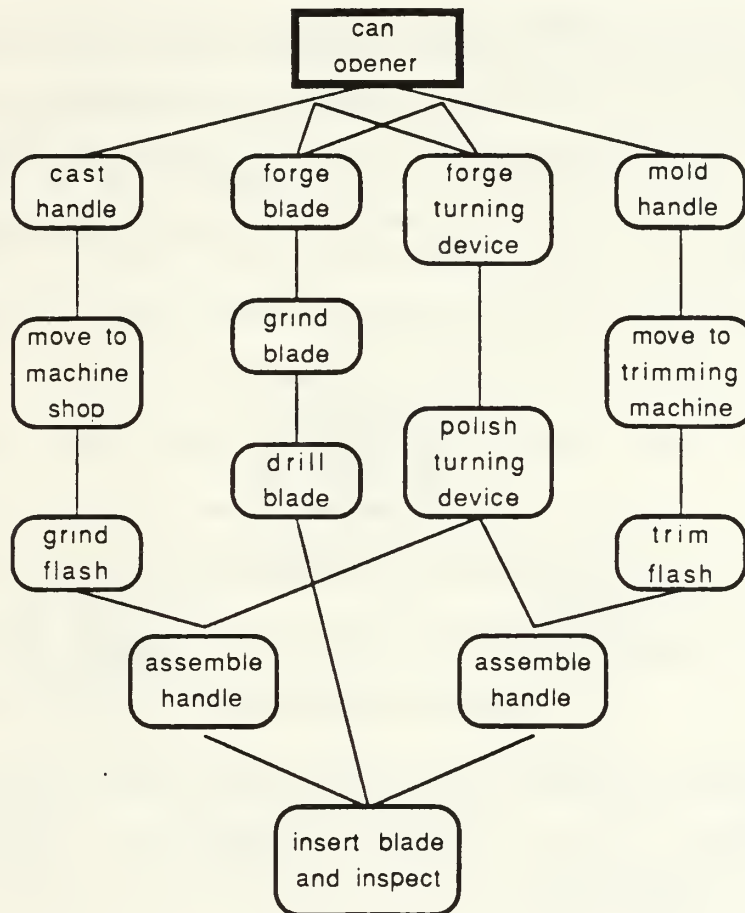 can
opener
cast
handle
forge
blade
forge
turning
device
mold
handle
move to
machine
shop
grind
blade
move to
trimming
machine
drill
blade
polish
turning
device
grind
flash
trim
flash
assemble
handle
assemble
handle
insert blade
and inspect